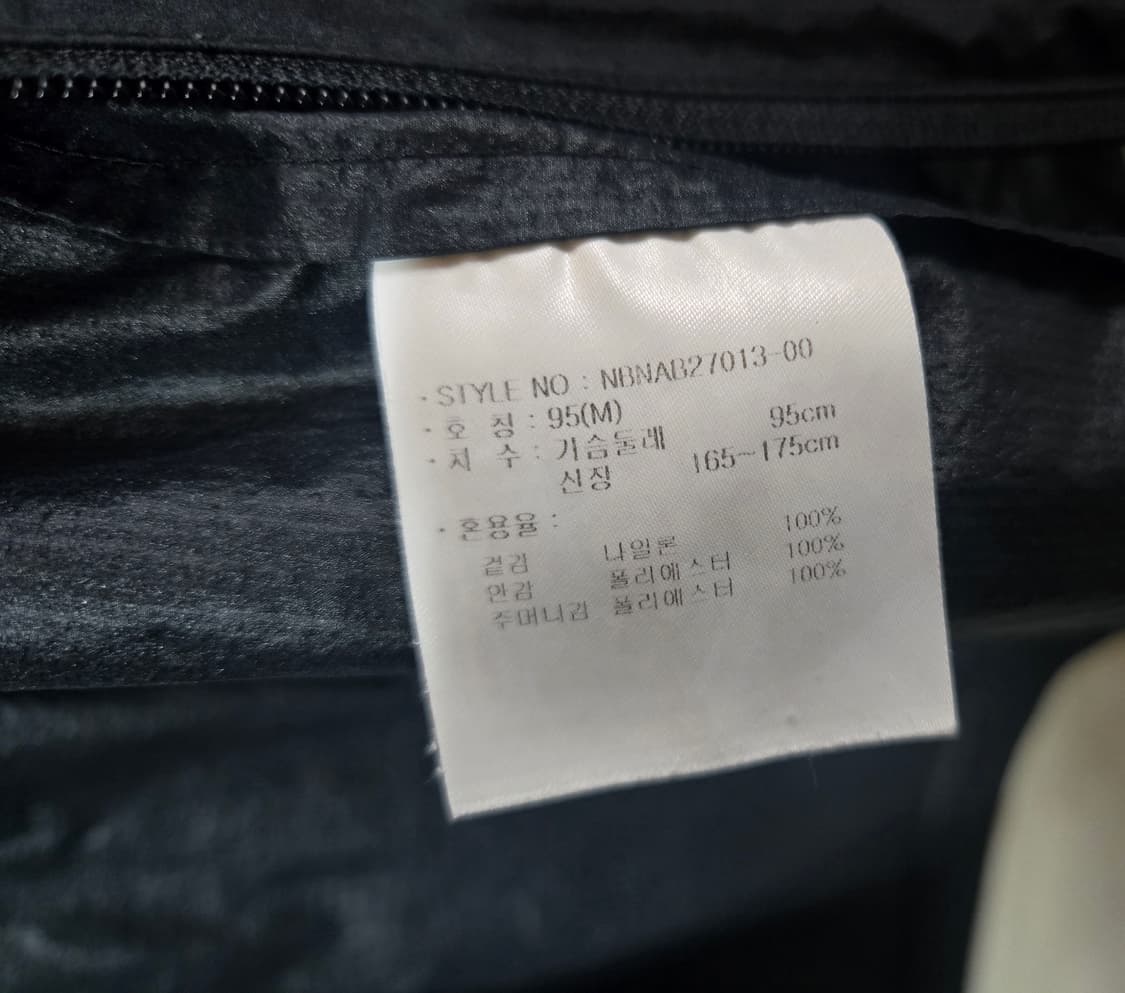 · STYLE NO : NBNAB27013-00
· 호 칭 : 95(M)
· 치 수 : 가슴둘레 95cm
신장 165~175cm
· 혼용율 :
겉감 나일론 100%
안감 폴리에스터 100%
주머니감 폴리에스터 100%